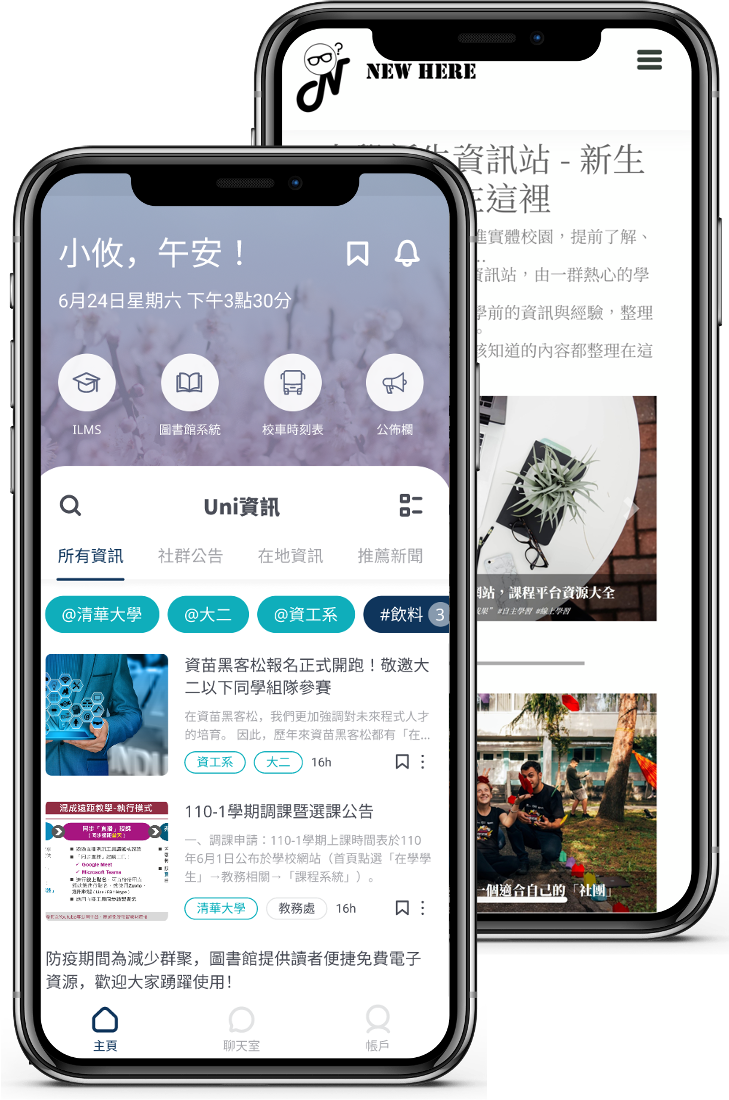 NEW HERE
資訊站 - 新生
在這裡
進實體校園，提前了解、
...
資訊站，由一群熱心的學
學前的資訊與經驗，整理
。
該知道的內容都整理在這
網站，課程平台資源大全
#自主學習 #線上學習
一個適合自己的「社團」
小攸，午安！
6月24日星期六 下午3點30分
ILMS
圖書館系統
校車時刻表
公佈欄
Uni資訊
所有資訊
社群公告
在地資訊
推薦新聞
@清華大學
@大二
@資工系
#飲料 3
資苗黑客松報名正式開跑！敬邀大
二以下同學組隊參賽
在資苗黑客松，我們更加強調對未來程式人才
的培育。 因此，歷年來資苗黑客松都有「在...
資工系
大二
16h
混成遠距教學-執行模式
同步「直播」授課
Google Meet
Microsoft Teams
110-1學期調課暨選課公告
一、調課申請：110-1學期上課時間表於110
年6月1日公布於學校網站（首頁點選「在學學
生」→教務相關→「課程系統」）。
清華大學
教務處
16h
防疫期間為減少群聚，圖書館提供讀者便捷免費電子
資源，歡迎大家踴躍使用！
主頁
聊天室
帳戶